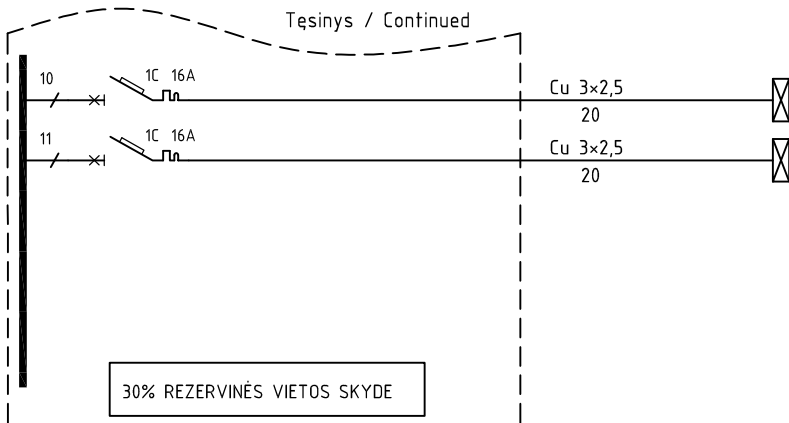 Tęsinys / Continued
10
1C 16A
Cu 3×2,5
20
11
1C 16A
Cu 3×2,5
20
30% REZERVINĖS VIETOS SKYDE